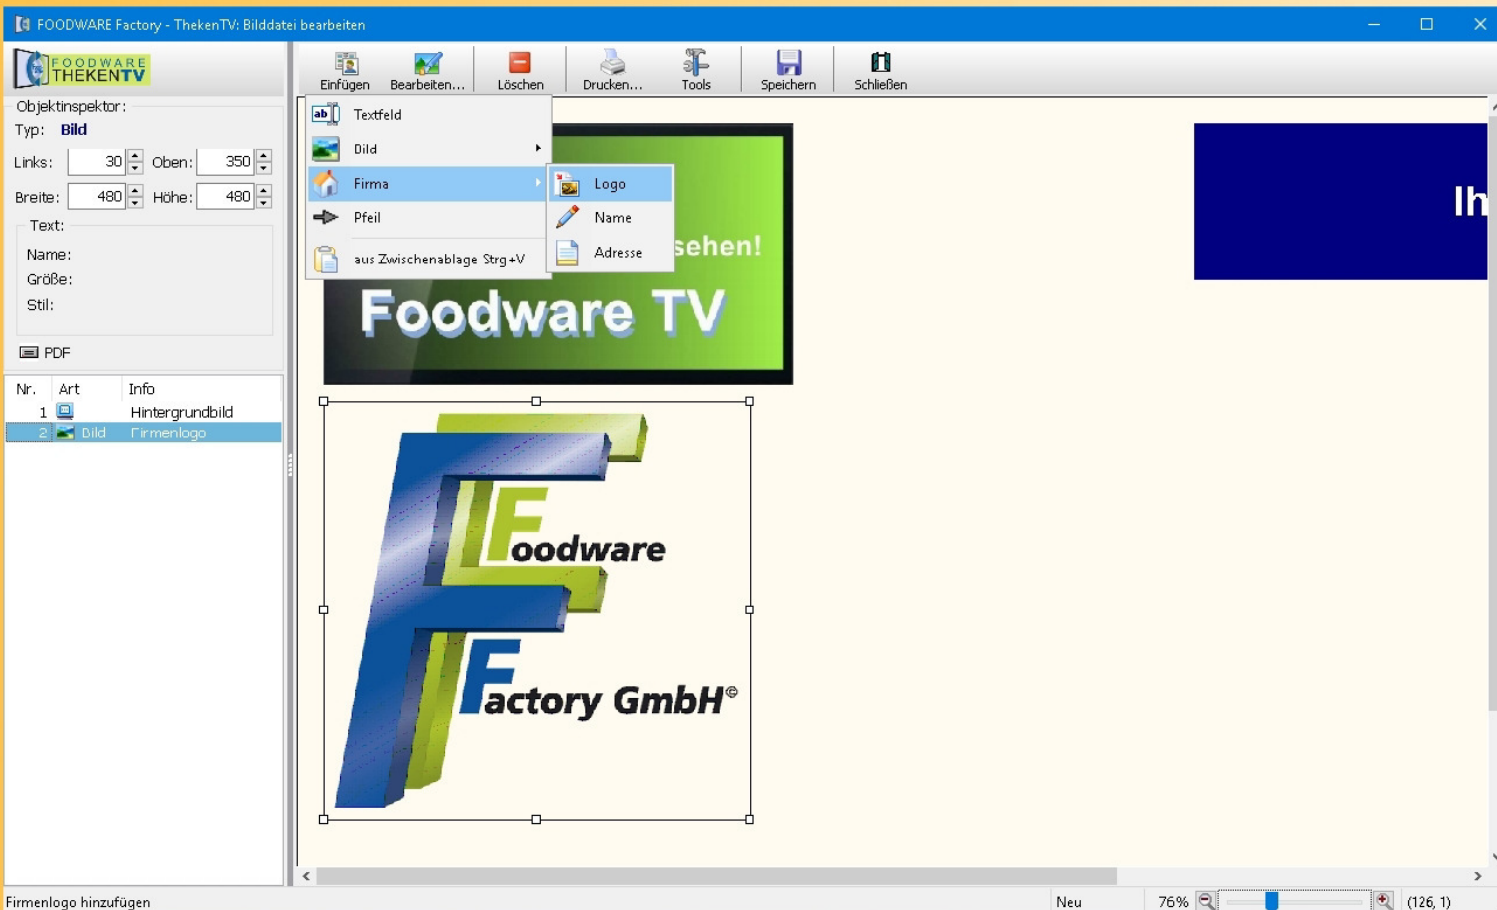 FOODWARE Factory - ThekenTV: Bilddatei bearbeiten
FOODWARE
THEKENTV
Einfügen Bearbeiten... Löschen Drucken... Tools Speichern Schließen
Objektinspektor:
Typ: Bild
Links: 30 Oben: 350
Breite: 480 Höhe: 480
Text:
Name:
Größe:
Stil:
PDF
Nr. Art Info
1 Hintergrundbild
2 Bild Firmenlogo
ab Textfeld
Bild
Firma
Pfeil
aus Zwischenablage Strg+V
Logo
Name
Adresse
sehen!
Foodware TV
Ih
Foodware
Factory GmbH©
Firmenlogo hinzufügen
Neu 76% (126, 1)